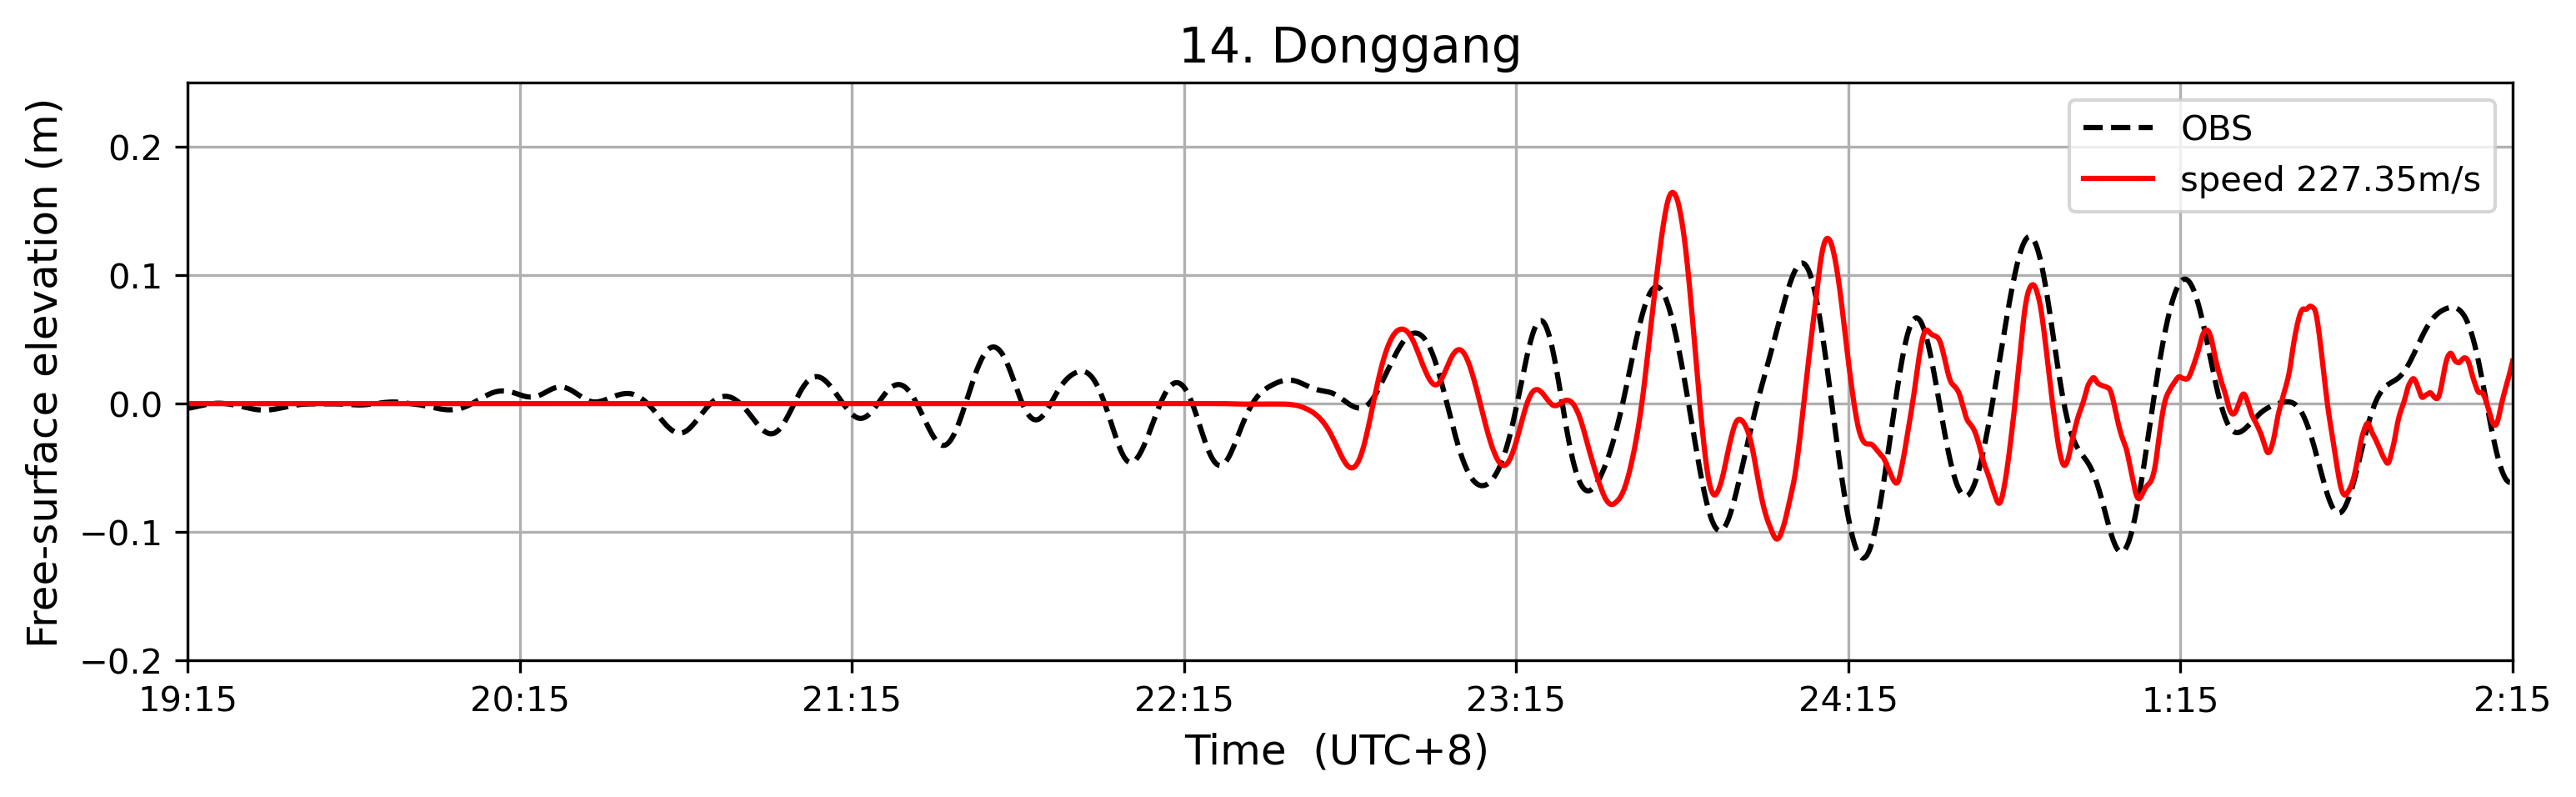 14. Donggang
Free-surface elevation (m)
0.2
0.1
0.0
−0.1
−0.2
OBS
speed 227.35m/s
19:15 20:15 21:15 22:15 23:15 24:15 1:15 2:15
Time  (UTC+8)